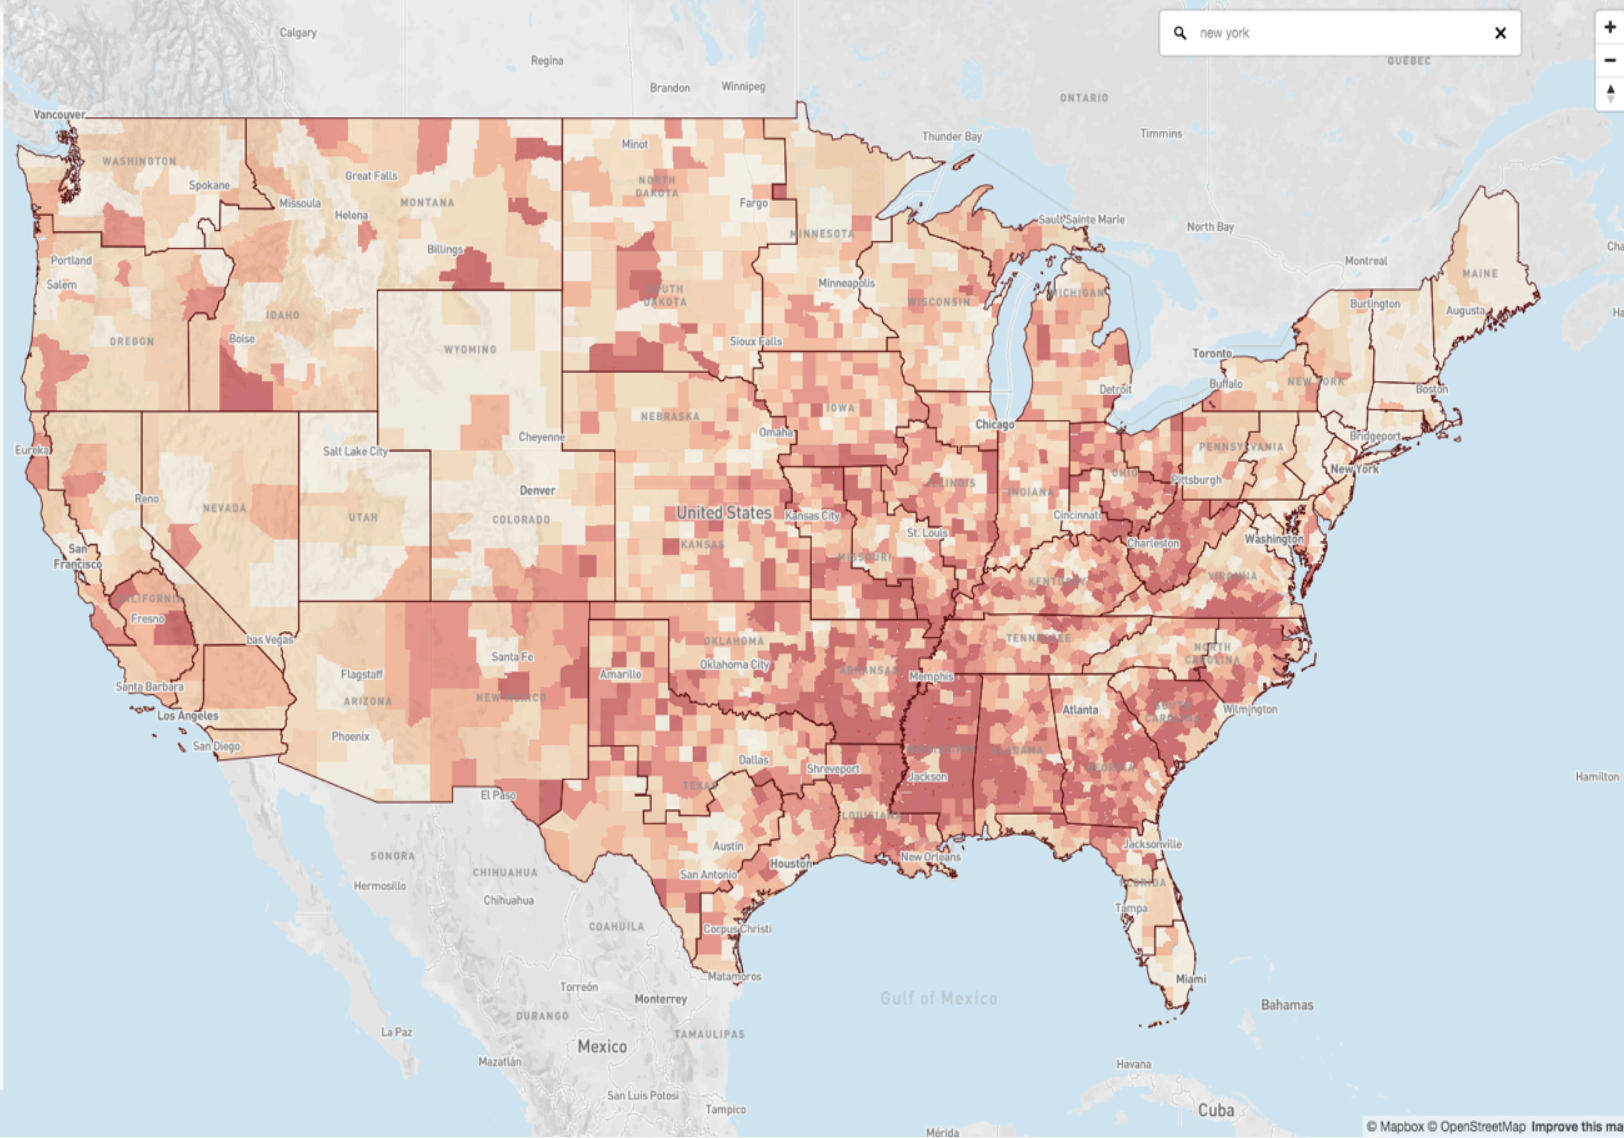 Calgary
new york
Regina
QUEBEC
Brandon
Winnipeg
ONTARIO
Vancouver
Thunder Bay
Timmins
Minot
WASHINGTON
Great Falls
NORTH
DAKOTA
Spokane
Missoula
MONTANA
Fargo
Helena
Sault Sainte Marie
North Bay
MINNESOTA
Billings
Portland
Montreal
MAINE
Salem
Minneapolis
SOUTH
DAKOTA
WISCONSIN
MICHIGAN
Burlington
Augusta
IDAHO
OREGON
Boise
WYOMING
Sioux Falls
Toronto
Buffalo
NEW YORK
Detroit
Boston
NEBRASKA
IOWA
Chicago
Omaha
Cheyenne
Bridgeport
Eureka
Salt Lake City
PENNSYLVANIA
New York
OHIO
Pittsburgh
ILLINOIS
INDIANA
Denver
Reno
NEVADA
UTAH
COLORADO
United States
Kansas City
Cincinnati
St. Louis
Charleston
Washington
KANSAS
San
Francisco
MISSOURI
KENTUCKY
VIRGINIA
CALIFORNIA
Fresno
Las Vegas
OKLAHOMA
TENNESSEE
NORTH
CAROLINA
Santa Fe
Oklahoma City
ARKANSAS
Memphis
Flagstaff
Amarillo
Santa Barbara
ARIZONA
NEW MEXICO
Los Angeles
Atlanta
SOUTH
CAROLINA
Wilmington
San Diego
Phoenix
MISSISSIPPI
ALABAMA
Dallas
Shreveport
Jackson
GEORGIA
Hamilton
TEXAS
El Paso
LOUISIANA
Austin
Jacksonville
SONORA
New Orleans
Houston
CHIHUAHUA
San Antonio
Hermosillo
FLORIDA
Chihuahua
Tampa
COAHUILA
Corpus Christi
Matamoros
Miami
Torreón
Monterrey
Gulf of Mexico
Bahamas
DURANGO
La Paz
TAMAULIPAS
Mexico
Mazatlán
Havana
San Luis Potosi
Tampico
Cuba
Mérida
© Mapbox © OpenStreetMap Improve this ma